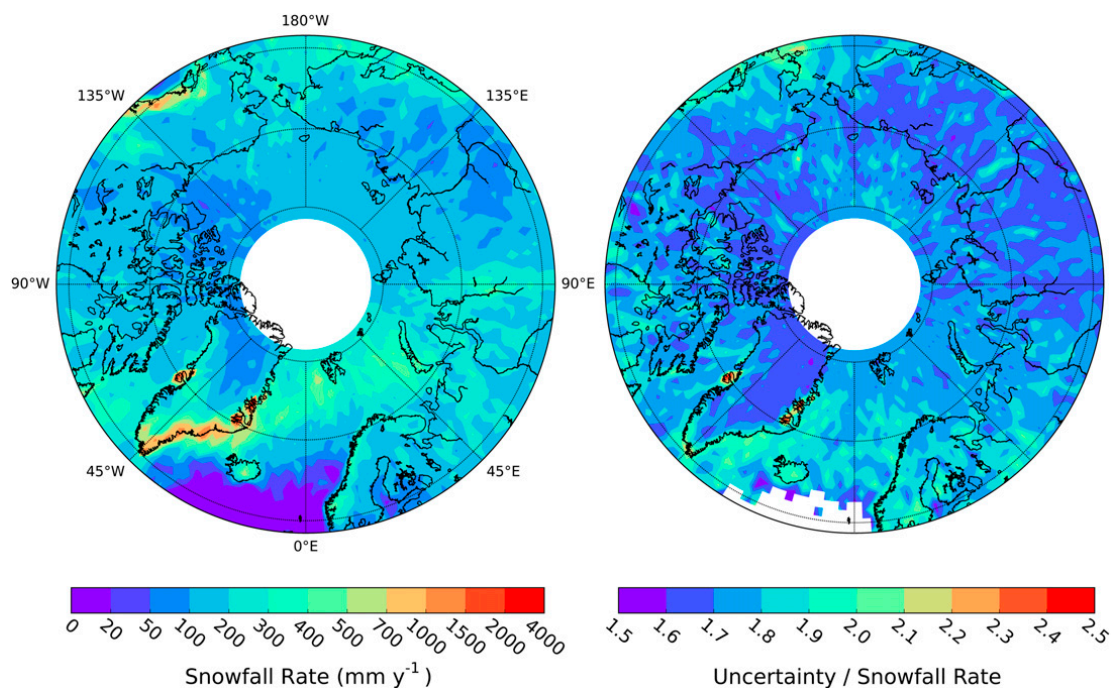 180°W
135°W 135°E
90°W 90°E
45°W 45°E
0°E
0 20 50 100 200 300 400 500 700 1000 1500 2000 4000
Snowfall Rate (mm y⁻¹)
1.5 1.6 1.7 1.8 1.9 2.0 2.1 2.2 2.3 2.4 2.5
Uncertainty / Snowfall Rate